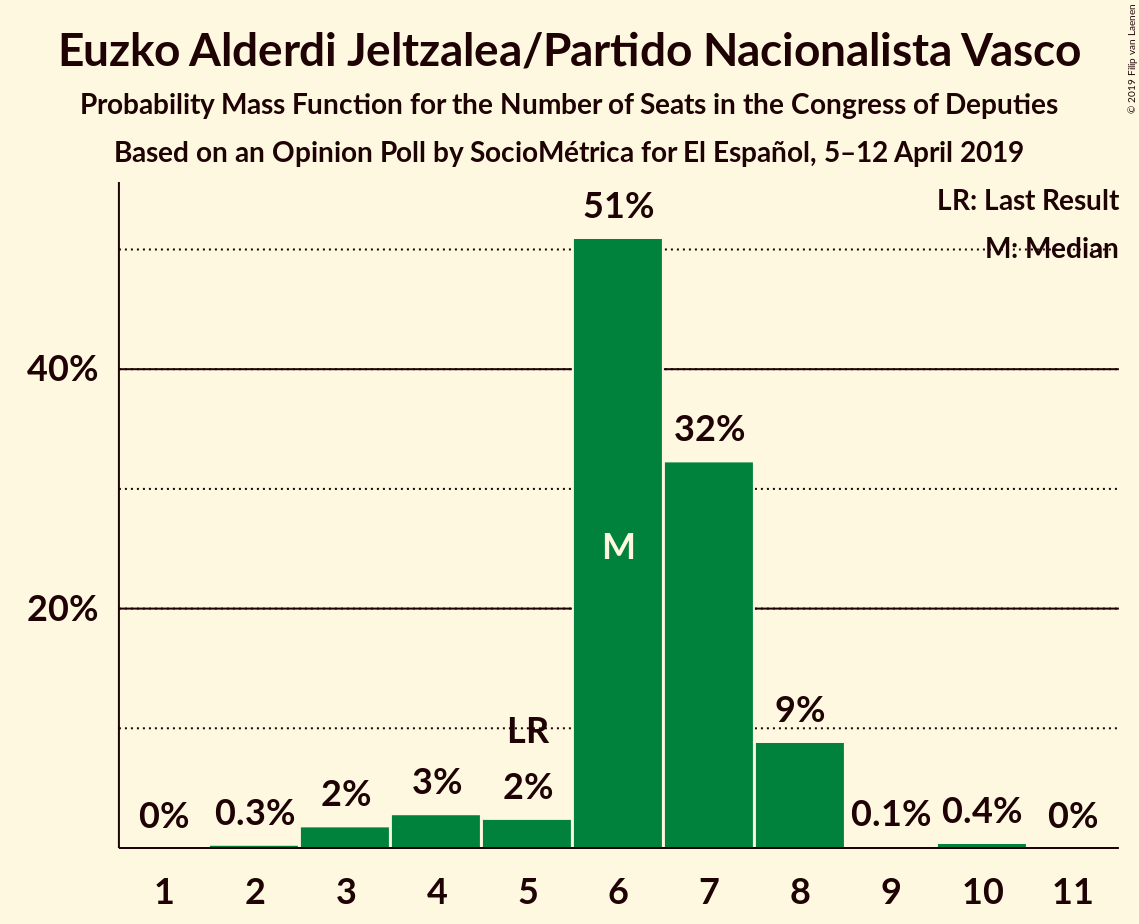 Euzko Alderdi Jeltzalea/Partido Nacionalista Vasco
Probability Mass Function for the Number of Seats in the Congress of Deputies
Based on an Opinion Poll by SocioMétrica for El Español, 5–12 April 2019
© 2019 Filip van Laenen
LR: Last Result
M: Median
51%
40%
32%
M
20%
9%
LR
0%
0.3%
2%
3%
2%
0.1%
0.4%
0%
1 2 3 4 5 6 7 8 9 10 11